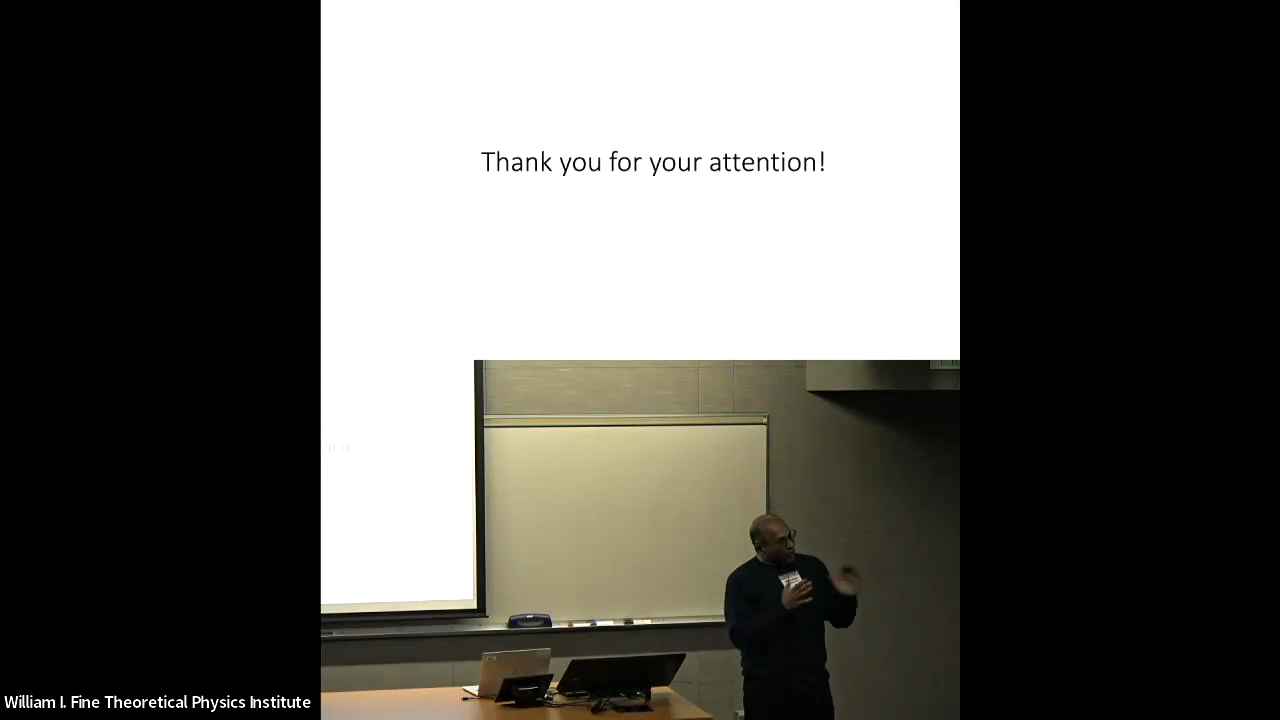 Thank you for your attention!
William I. Fine Theoretical Physics Institute